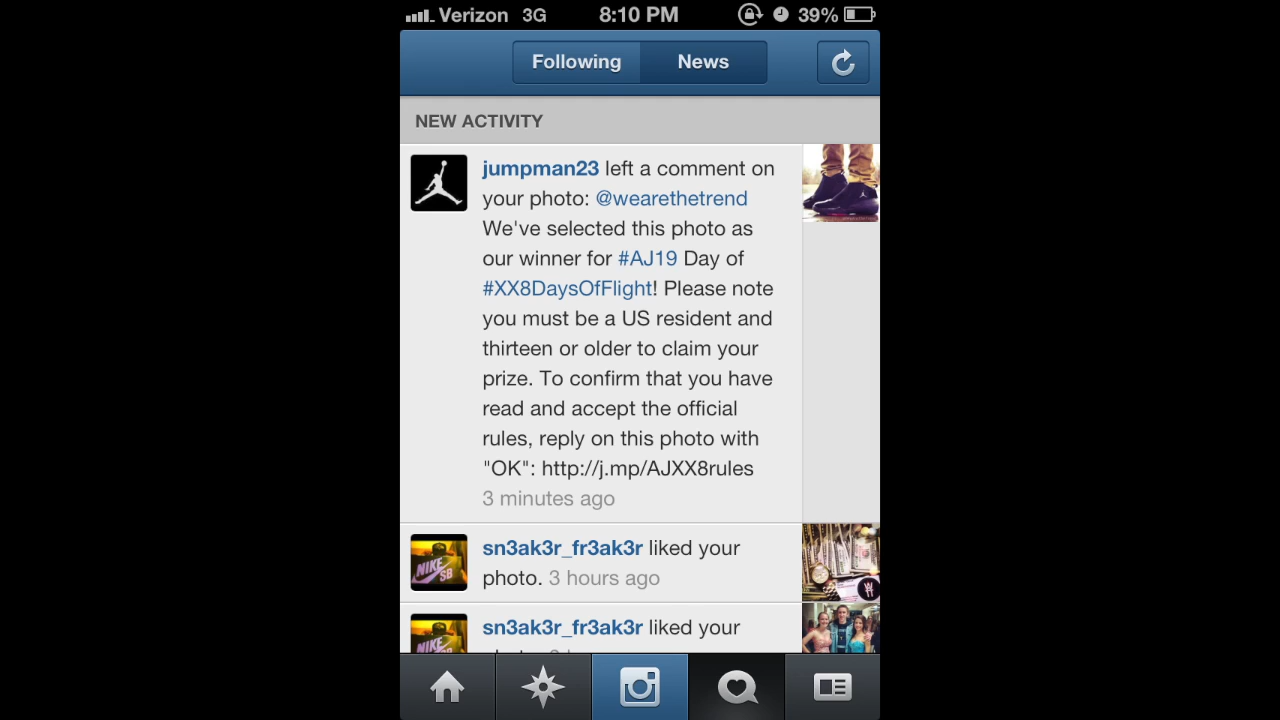 Verizon 3G 8:10 PM 39%
Following News
NEW ACTIVITY
jumpman23 left a comment on
your photo: @wearethetrend
We've selected this photo as
our winner for #AJ19 Day of
#XX8DaysOfFlight! Please note
you must be a US resident and
thirteen or older to claim your
prize. To confirm that you have
read and accept the official
rules, reply on this photo with
"OK": http://j.mp/AJXX8rules
3 minutes ago
NIKE
SB
sn3ak3r_fr3ak3r liked your
photo. 3 hours ago
NIKE
sn3ak3r_fr3ak3r liked your